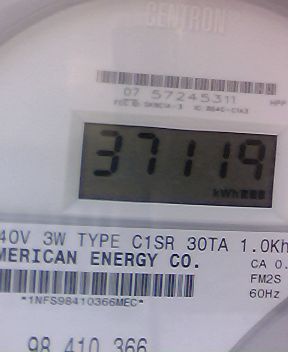 CENTRON
07 57245311 HPP
37119
kWh
40V 3W TYPE C1SR 30TA 1.0Kh
MERICAN ENERGY CO. CA 0.
FM2S
*1NFS98410366MEC* 60Hz
98 410 366